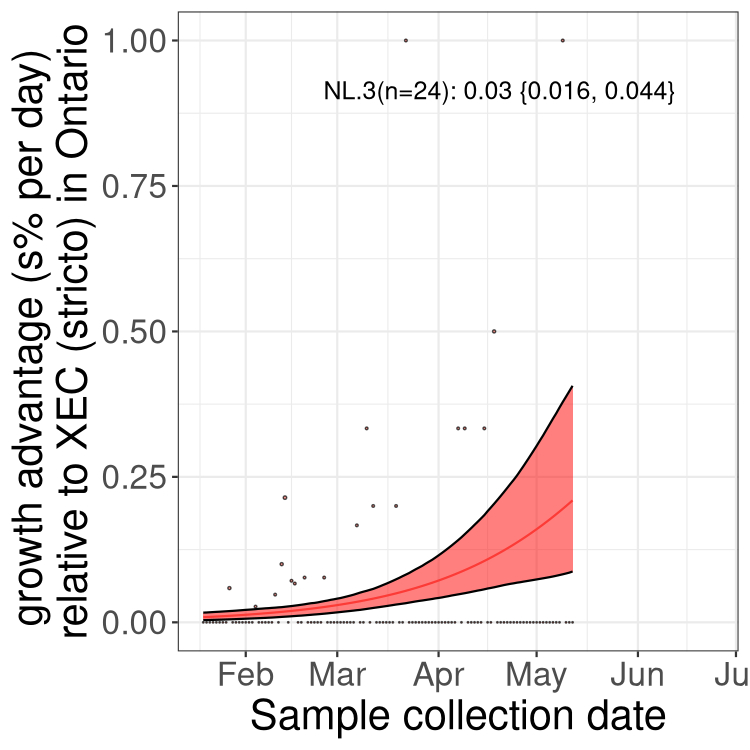 growth advantage (s% per day)
relative to XEC (stricto) in Ontario
1.00
0.75
0.50
0.25
0.00
NL.3(n=24): 0.03 {0.016, 0.044}
Feb Mar Apr May Jun Ju
Sample collection date